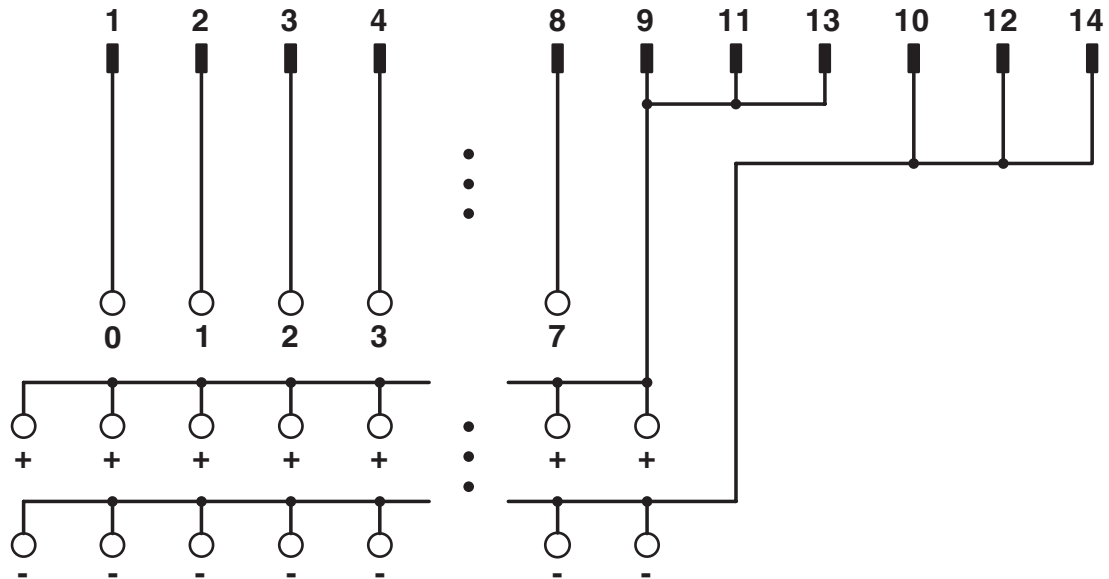 1 2 3 4 8 9 11 13 10 12 14
0 1 2 3 7
+ + + + + + +
- - - - - - -